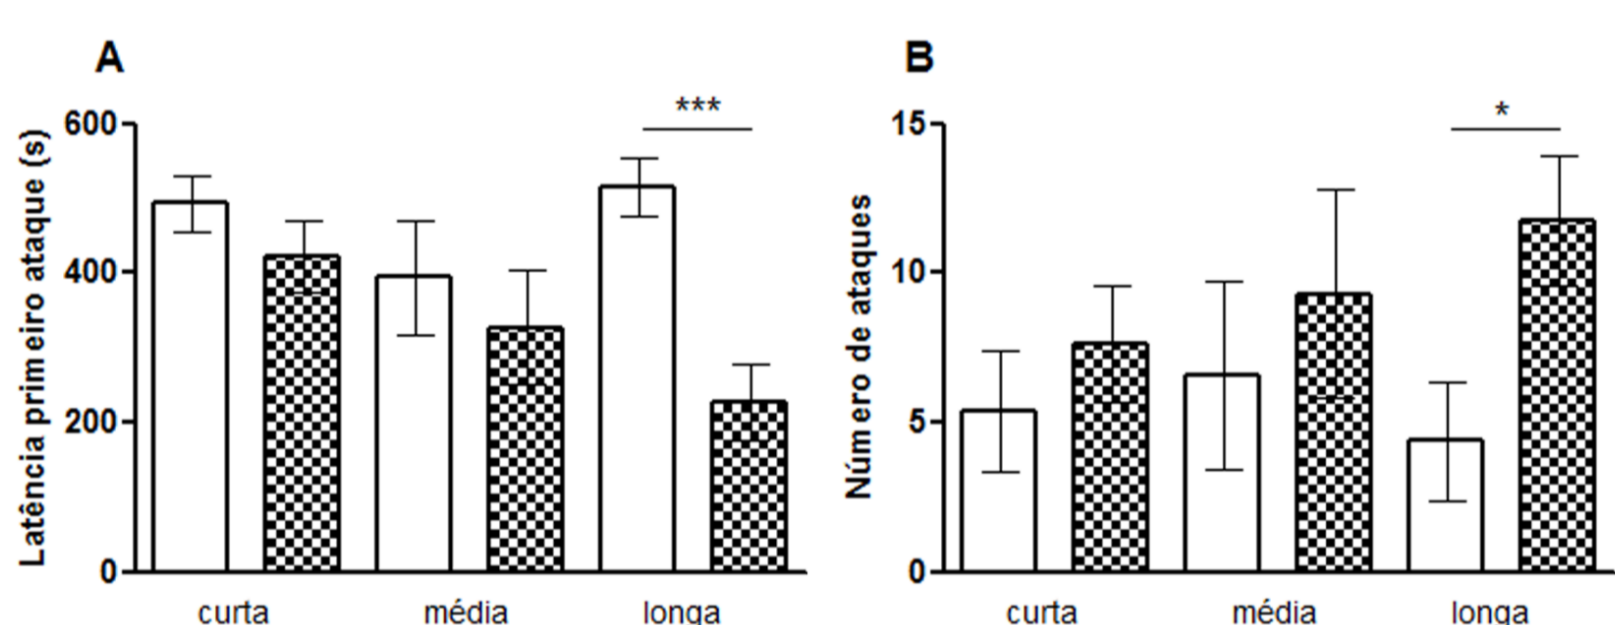 A
Latência primeiro ataque (s)
600
400
200
0
***
curta média longa
B
Número de ataques
15
10
5
0
*
curta média longa